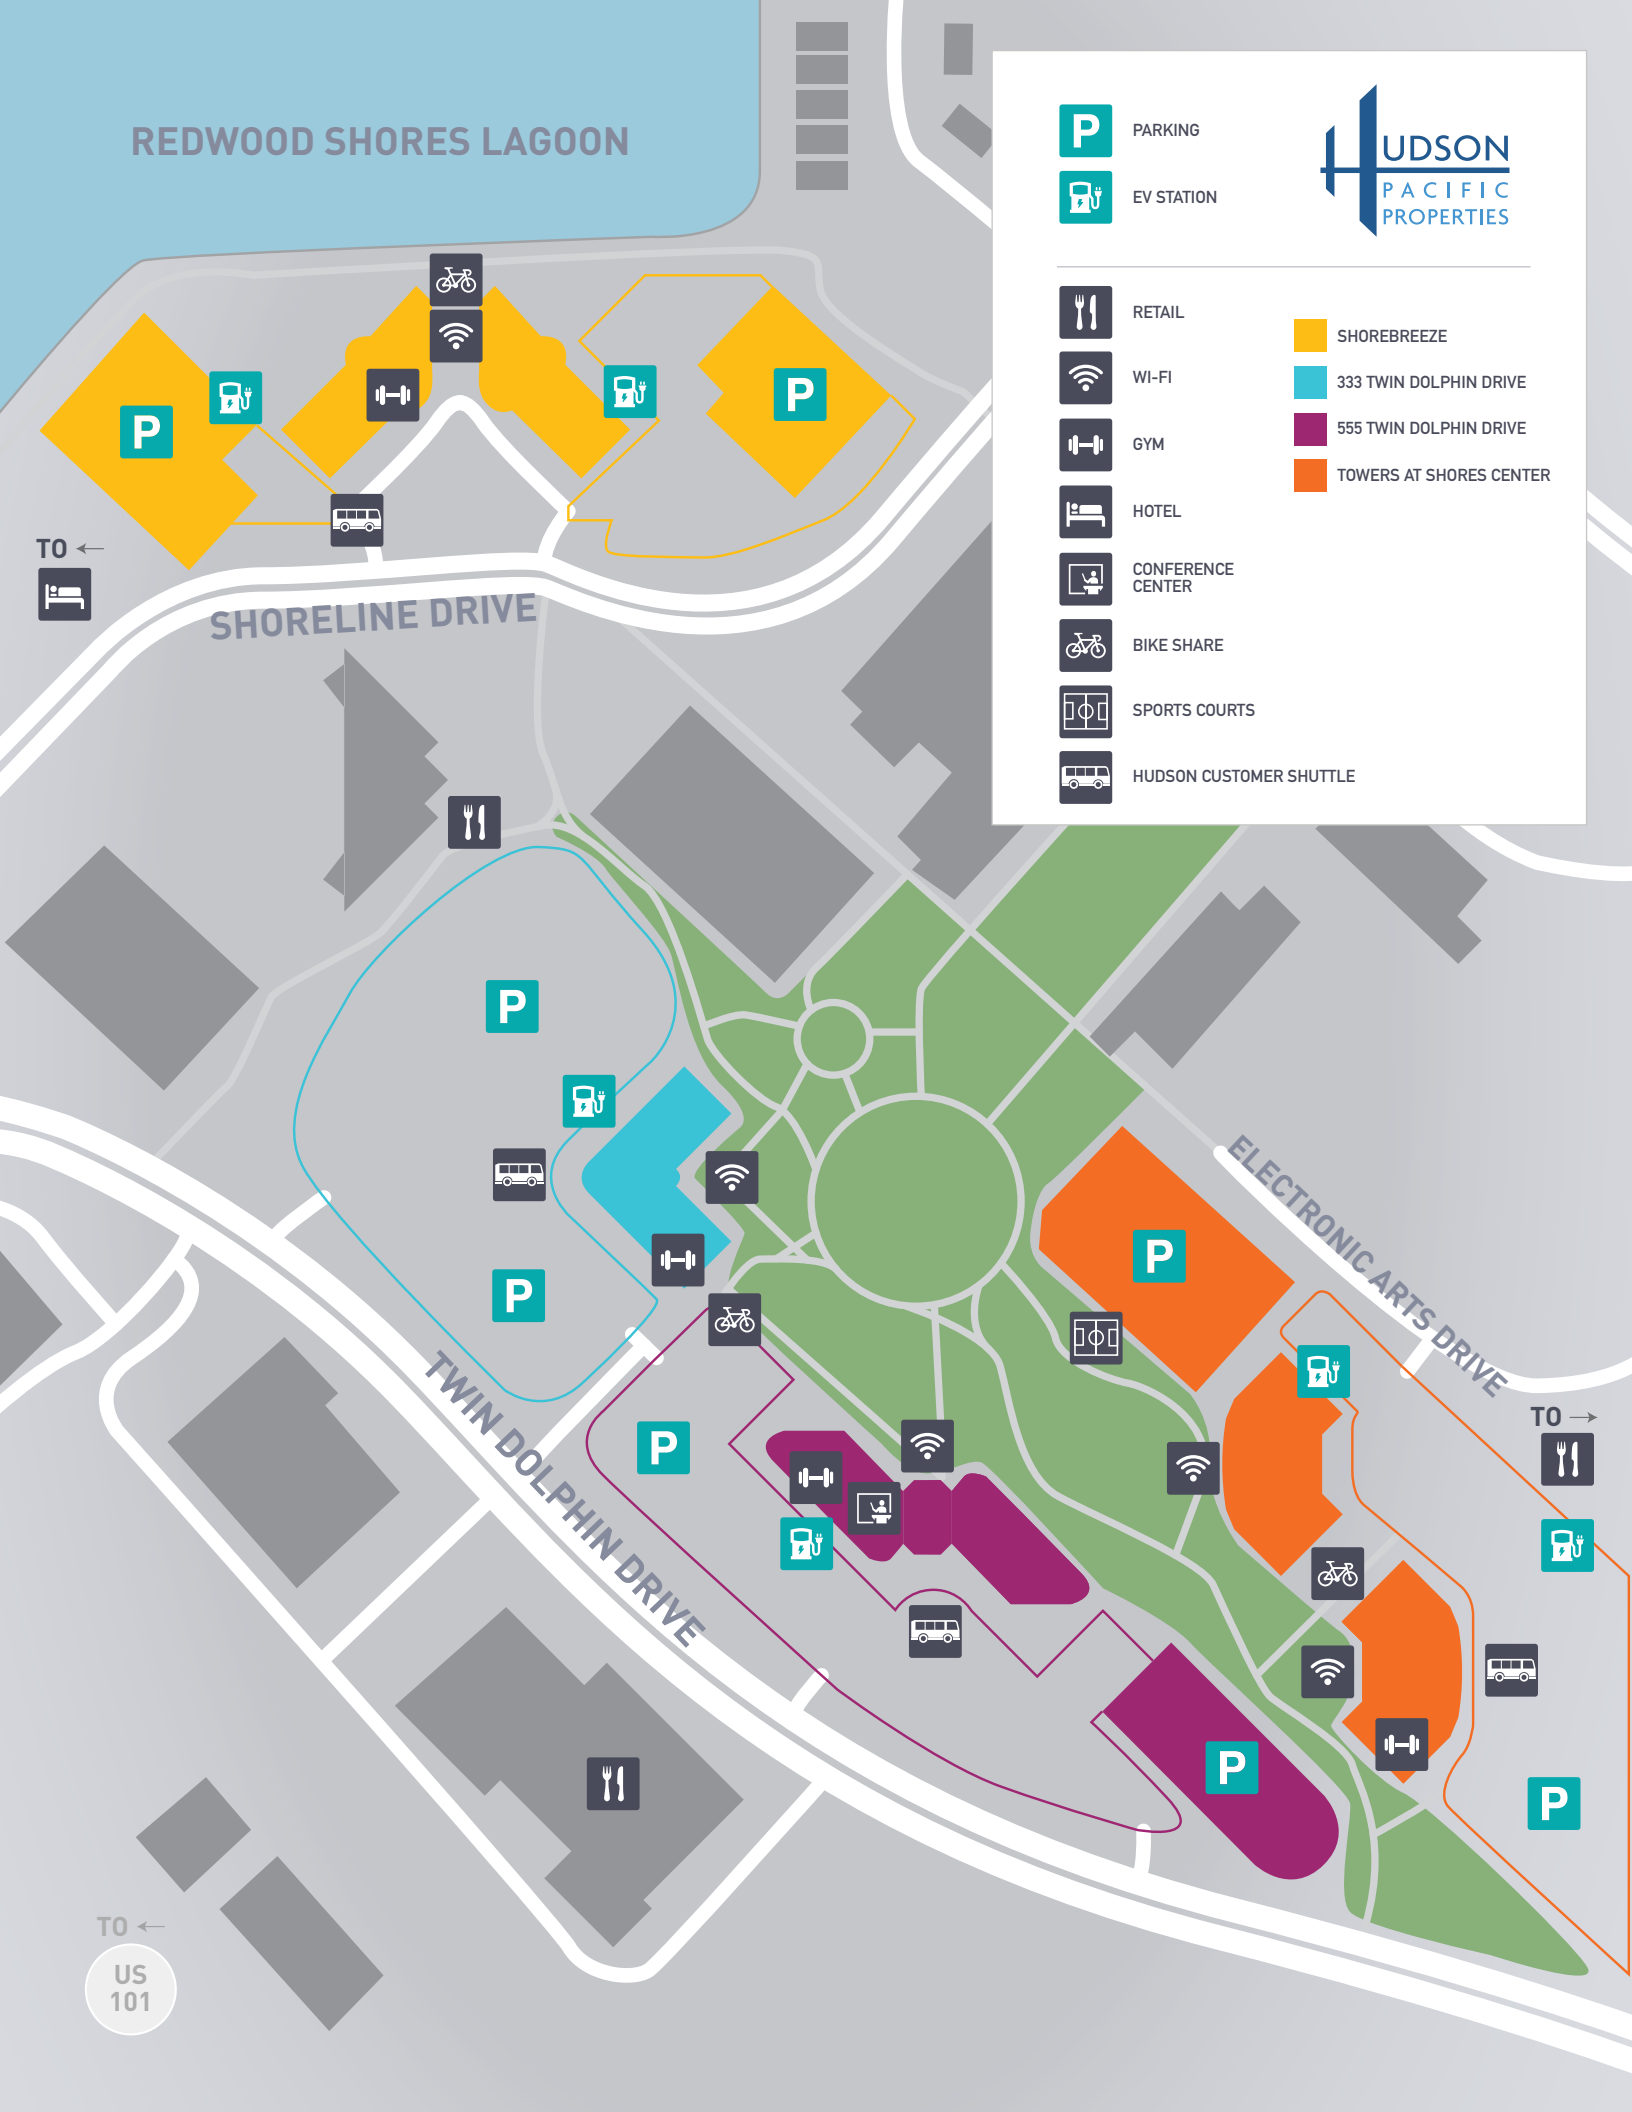 REDWOOD SHORES LAGOON
P PARKING
EV STATION
HUDSON
PACIFIC
PROPERTIES
RETAIL
WI-FI
GYM
HOTEL
CONFERENCE
CENTER
BIKE SHARE
SPORTS COURTS
HUDSON CUSTOMER SHUTTLE
SHOREBREEZE
333 TWIN DOLPHIN DRIVE
555 TWIN DOLPHIN DRIVE
TOWERS AT SHORES CENTER
P
P
TO ←
SHORELINE DRIVE
P
ELECTRONIC ARTS DRIVE
P
P
TWIN DOLPHIN DRIVE
TO →
P
P
P
TO ←
US
101